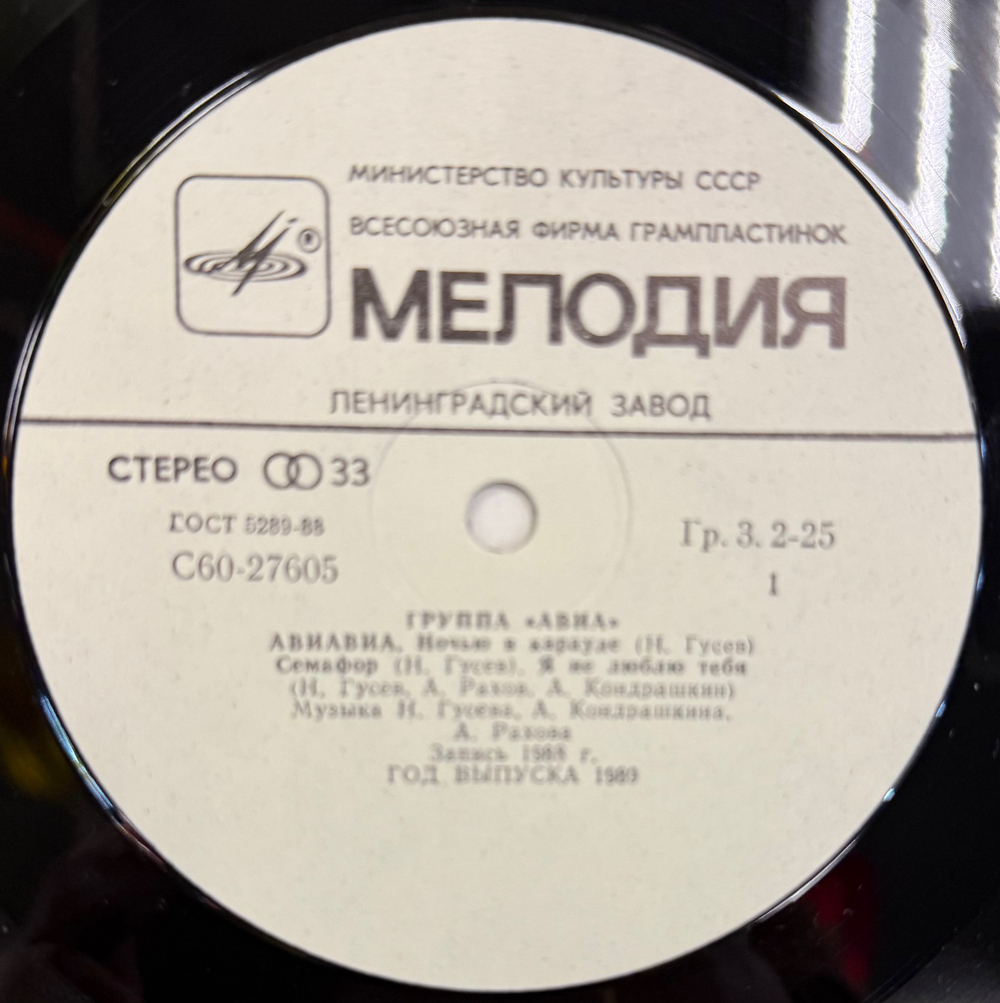 МИНИСТЕРСТВО КУЛЬТУРЫ СССР
®
ВСЕСОЮЗНАЯ ФИРМА ГРАМПЛАСТИНОК
МЕЛОДИЯ
ЛЕНИНГРАДСКИЙ ЗАВОД
СТЕРЕО 33
ГОСТ 5289-88
Гр. 3. 2-25
С60-27605
1
ГРУППА «АВИА»
АВИАВИА, Ночью в карауле (Н. Гусев)
Семафор (Н. Гусев), Я не люблю тебя
(Н. Гусев, А. Рахов, А. Кондрашкин)
Музыка Н. Гусева, А. Кондрашкина,
А. Рахова
Запись 1988 г.
ГОД ВЫПУСКА 1989